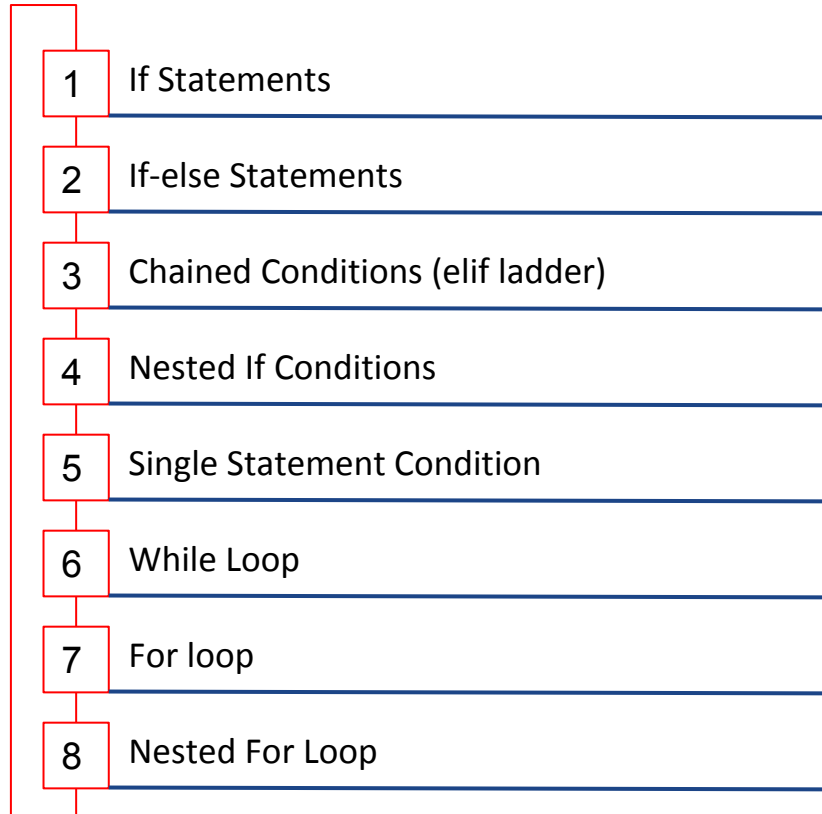 1 If Statements
2 If-else Statements
3 Chained Conditions (elif ladder)
4 Nested If Conditions
5 Single Statement Condition
6 While Loop
7 For loop
8 Nested For Loop